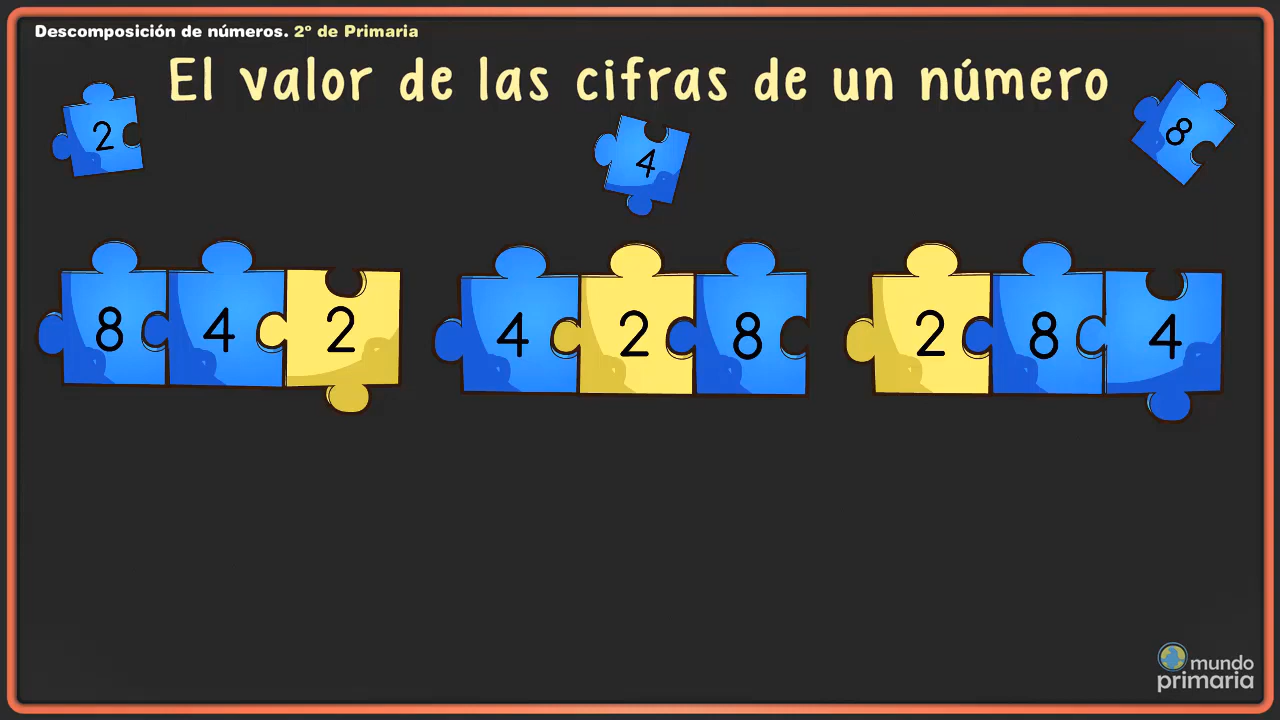 Descomposición de números. 2º de Primaria
El valor de las cifras de un número
2 4 8
8 4 2 4 2 8 2 8 4
mundo
primaria